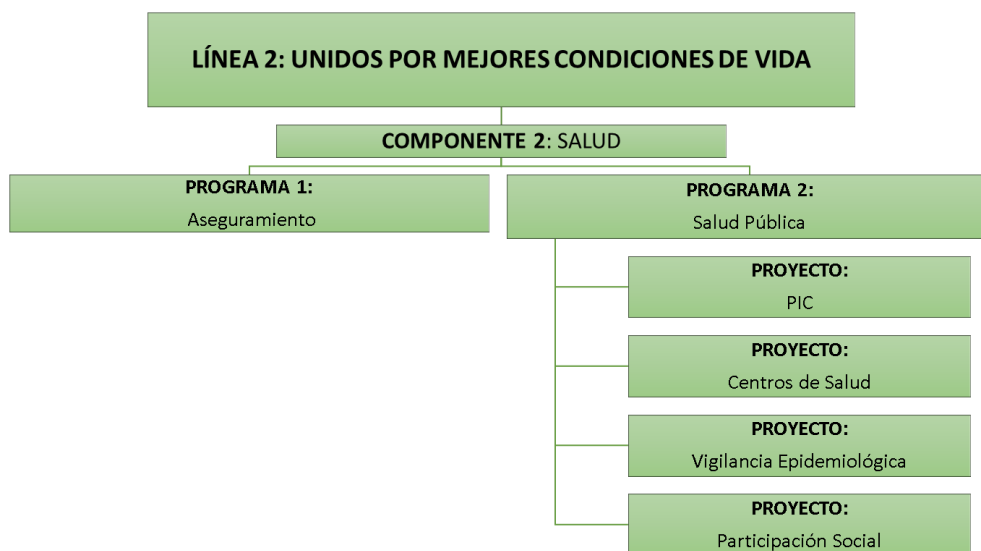 LÍNEA 2: UNIDOS POR MEJORES CONDICIONES DE VIDA
COMPONENTE 2: SALUD
PROGRAMA 1:
Aseguramiento
PROGRAMA 2:
Salud Pública
PROYECTO:
PIC
PROYECTO:
Centros de Salud
PROYECTO:
Vigilancia Epidemiológica
PROYECTO:
Participación Social